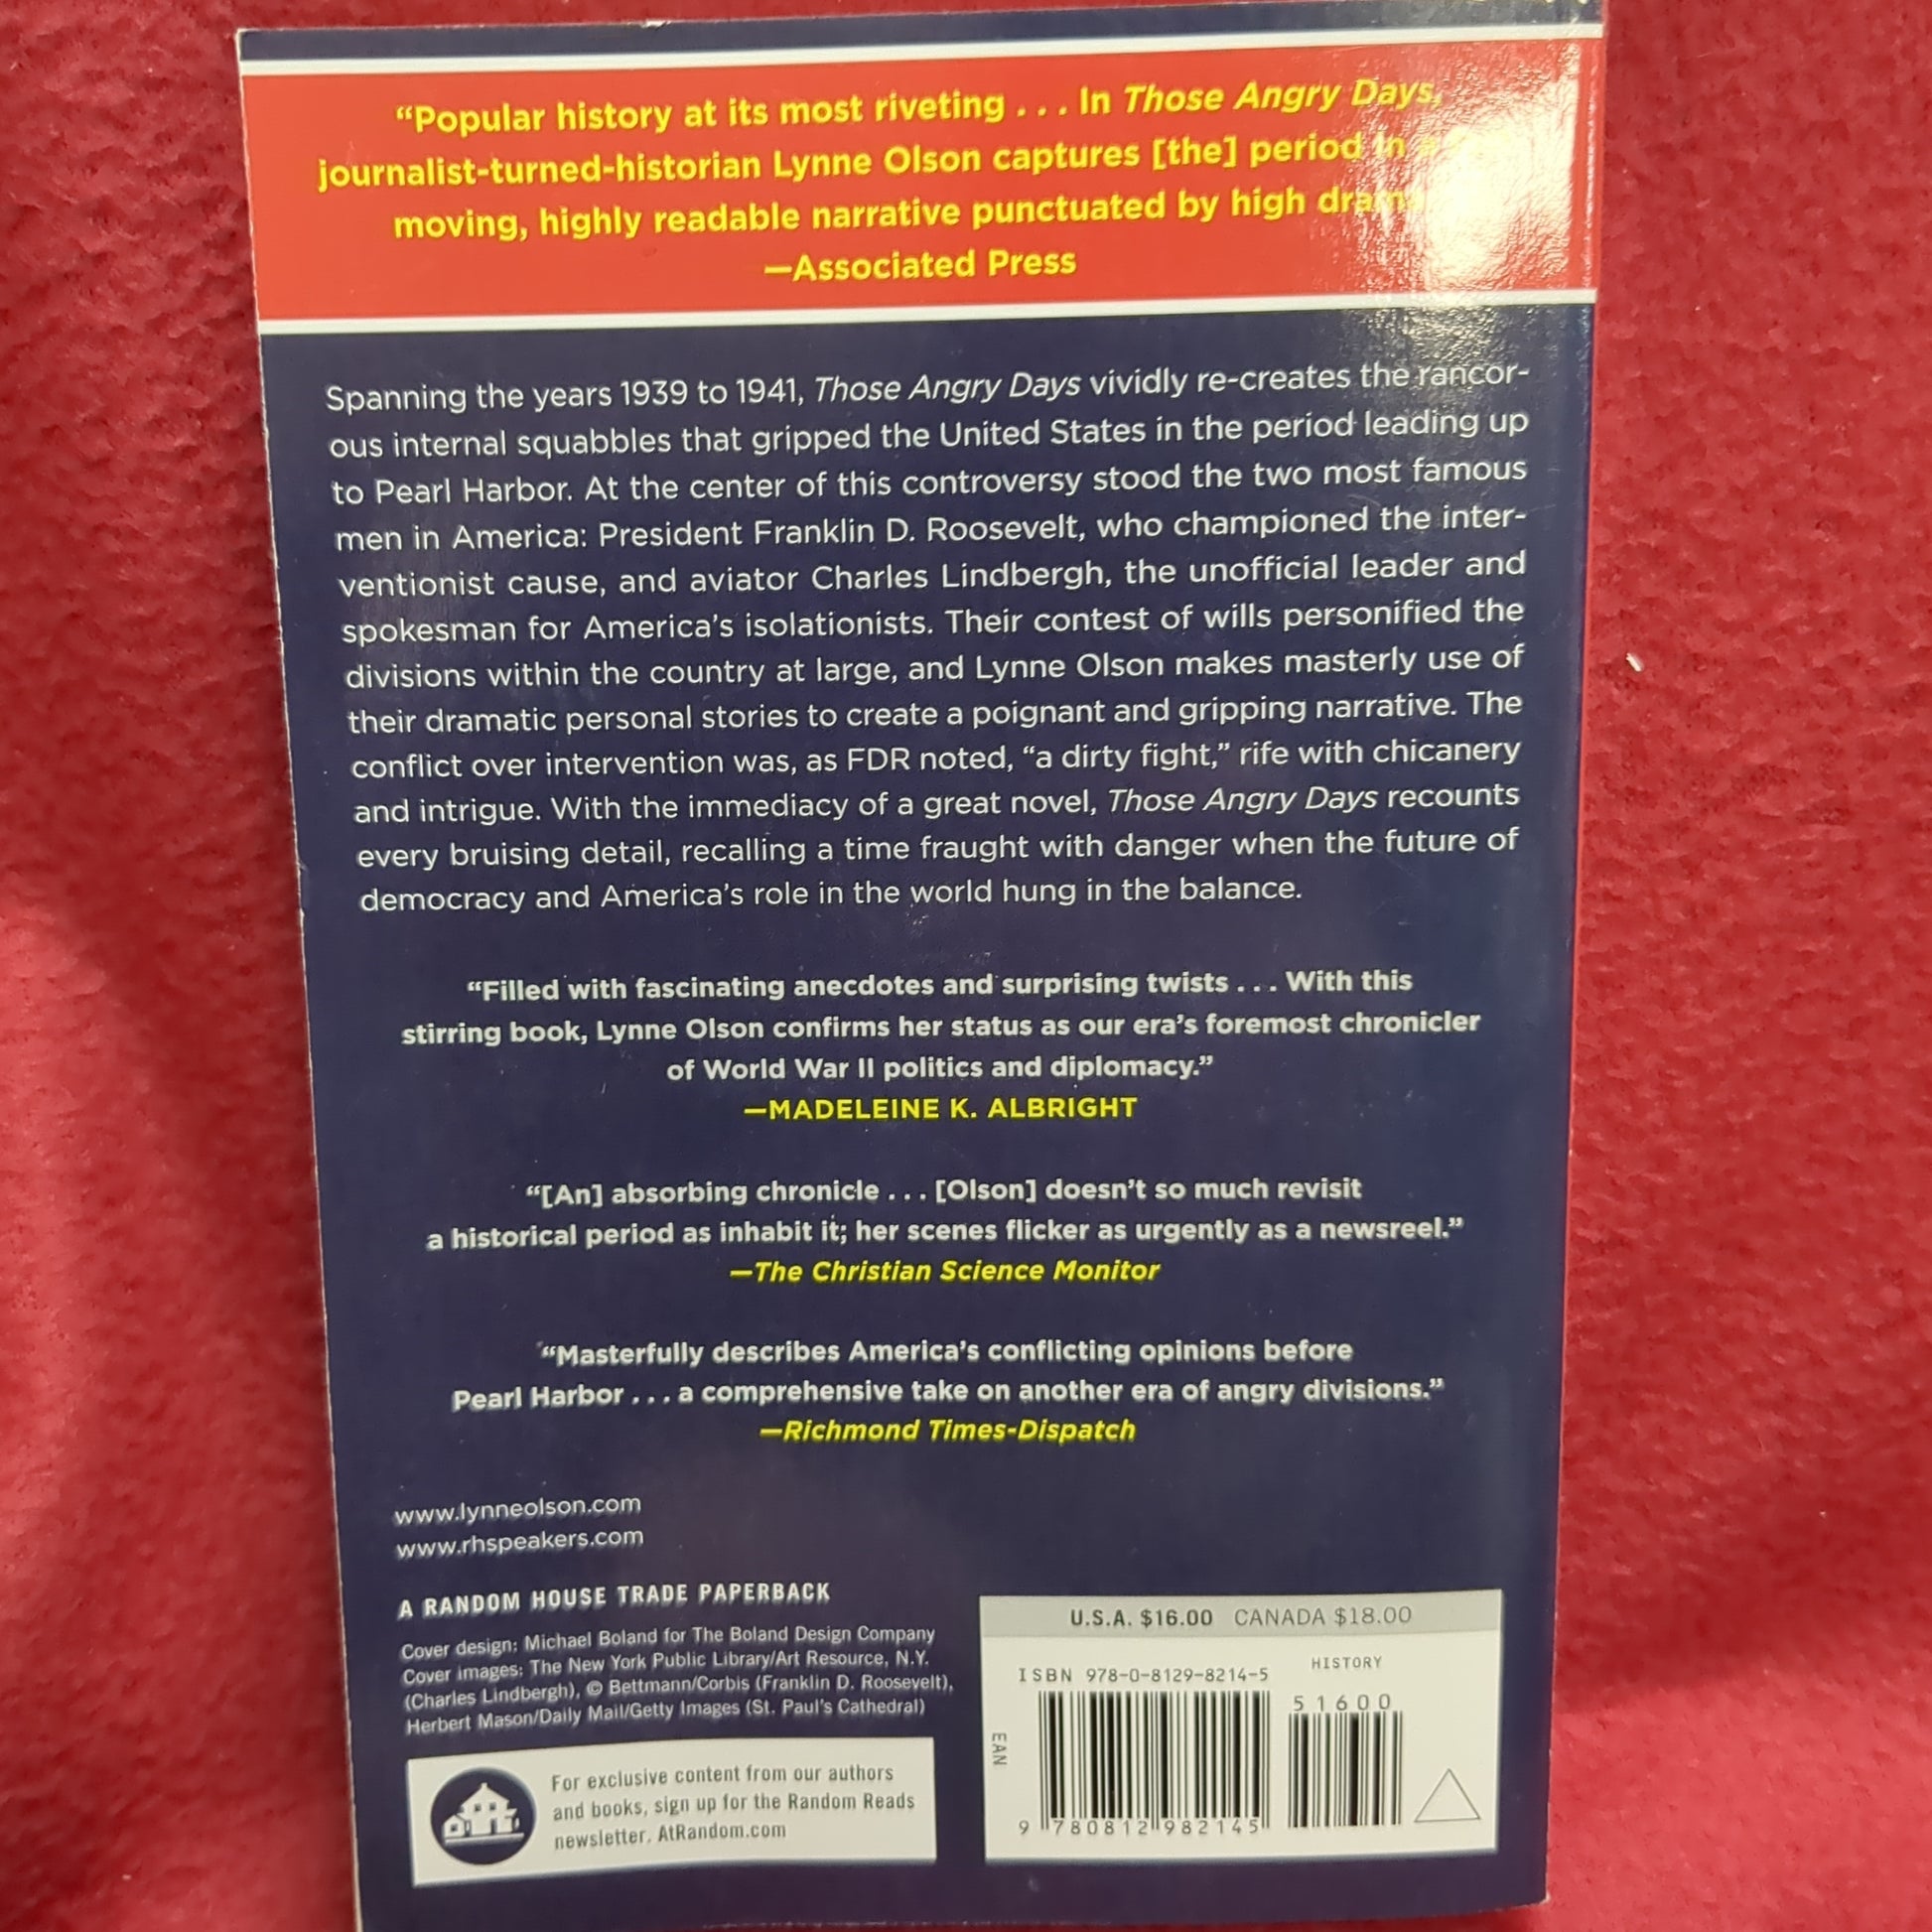 “Popular history at its most riveting . . . In Those Angry Days,
journalist-turned-historian Lynne Olson captures [the] period in
moving, highly readable narrative punctuated by high
—Associated Press
Spanning the years 1939 to 1941, Those Angry Days vividly re-creates the rancor-
ous internal squabbles that gripped the United States in the period leading up
to Pearl Harbor. At the center of this controversy stood the two most famous
men in America: President Franklin D. Roosevelt, who championed the inter-
ventionist cause, and aviator Charles Lindbergh, the unofficial leader and
spokesman for America’s isolationists. Their contest of wills personified the
divisions within the country at large, and Lynne Olson makes masterly use of
their dramatic personal stories to create a poignant and gripping narrative. The
conflict over intervention was, as FDR noted, “a dirty fight,” rife with chicanery
and intrigue. With the immediacy of a great novel, Those Angry Days recounts
every bruising detail, recalling a time fraught with danger when the future of
democracy and America’s role in the world hung in the balance.
“Filled with fascinating anecdotes and surprising twists . . . With this
stirring book, Lynne Olson confirms her status as our era’s foremost chronicler
of World War II politics and diplomacy.”
—MADELEINE K. ALBRIGHT
“[An] absorbing chronicle . . . [Olson] doesn’t so much revisit
a historical period as inhabit it; her scenes flicker as urgently as a newsreel.”
—The Christian Science Monitor
“Masterfully describes America’s conflicting opinions before
Pearl Harbor . . . a comprehensive take on another era of angry divisions.”
—Richmond Times-Dispatch
www.lynneolson.com
www.rhspeakers.com
A RANDOM HOUSE TRADE PAPERBACK
Cover design: Michael Boland for The Boland Design Company
Cover images: The New York Public Library/Art Resource, N.Y.
(Charles Lindbergh), © Bettmann/Corbis (Franklin D. Roosevelt),
Herbert Mason/Daily Mail/Getty Images (St. Paul’s Cathedral)
For exclusive content from our authors
and books, sign up for the Random Reads
newsletter. AtRandom.com
U.S.A. $16.00 CANADA $18.00
HISTORY
ISBN 978-0-8129-8214-5
51600
EAN
9 780812 982145